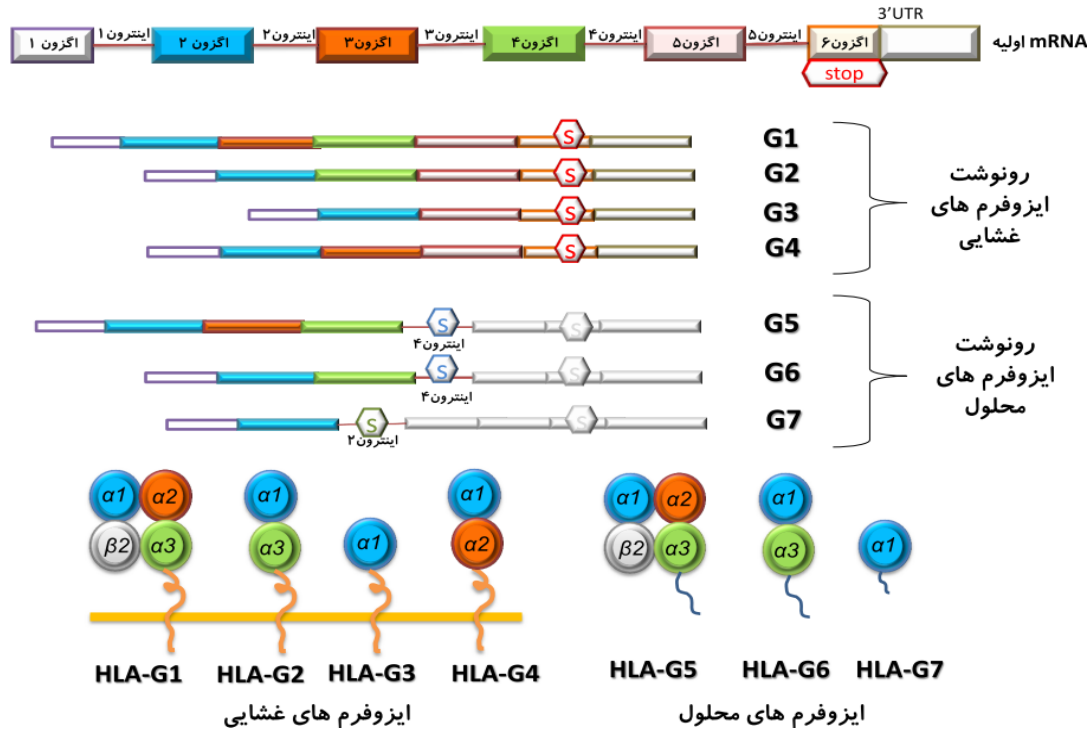 3’UTR
اگزون ۱
اینترون۱
اگزون ۲
اینترون۲
اگزون۳
اینترون۳
اگزون۴
اینترون۴
اگزون۵
اینترون۵
اگزون۶
mRNA اولیه
stop
S
G1
S
G2
S
G3
S
G4
رونوشت
ایزوفرم های
غشایی
S
S
G5
اینترون۴
S
S
G6
اینترون۴
S
S
G7
اینترون۲
رونوشت
ایزوفرم های
محلول
α1 α2
β2 α3
α1
α3
α1
α1
α2
α1 α2
β2 α3
α1
α3
α1
HLA-G1
HLA-G2
HLA-G3
HLA-G4
HLA-G5
HLA-G6
HLA-G7
ایزوفرم های غشایی
ایزوفرم های محلول